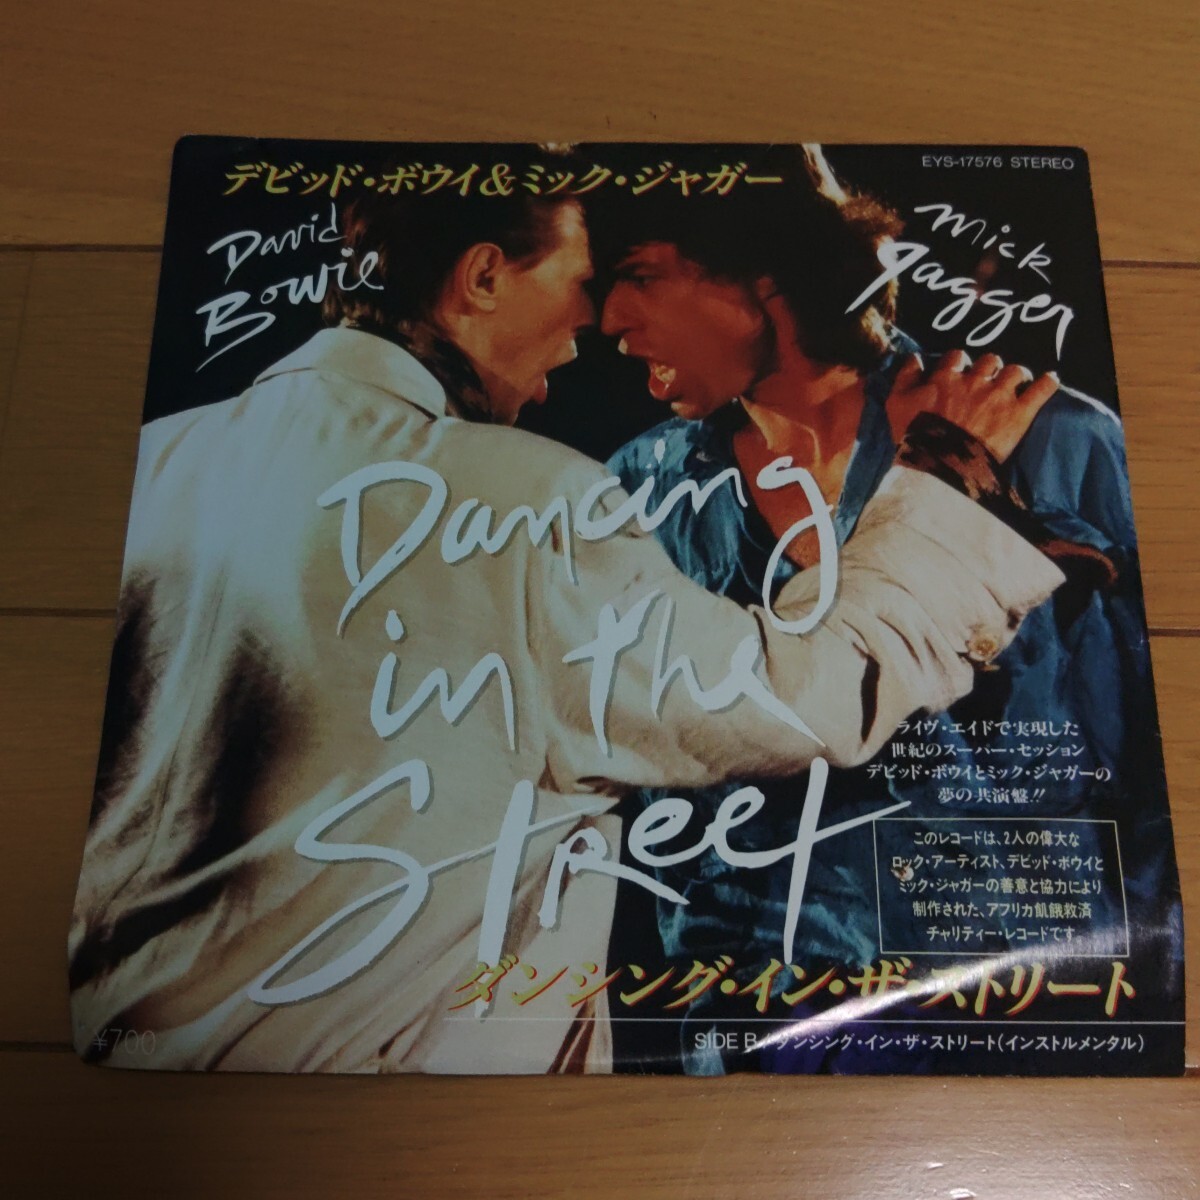 デビッド・ボウイ&ミック・ジャガー
EYS-17576 STEREO
David
Bowie
Mick
Jagger
Dancing
in the
Street
ライヴ・エイドで実現した
世紀のスーパー・セッション
デビッド・ボウイとミック・ジャガーの
夢の共演盤!!
このレコードは、2人の偉大な
ロック・アーティスト、デビッド・ボウイと
ミック・ジャガーの善意と協力により
制作された、アフリカ飢餓救済
チャリティー・レコードです
ダンシング・イン・ザ・ストリート
¥700
SIDE B/ダンシング・イン・ザ・ストリート(インストルメンタル)